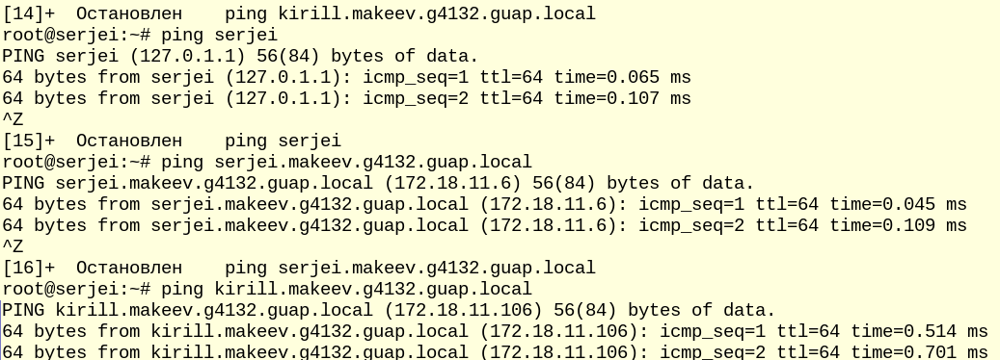 [14]+  Остановлен    ping kirill.makeev.g4132.guap.local
root@serjei:~# ping serjei
PING serjei (127.0.1.1) 56(84) bytes of data.
64 bytes from serjei (127.0.1.1): icmp_seq=1 ttl=64 time=0.065 ms
64 bytes from serjei (127.0.1.1): icmp_seq=2 ttl=64 time=0.107 ms
^Z
[15]+  Остановлен    ping serjei
root@serjei:~# ping serjei.makeev.g4132.guap.local
PING serjei.makeev.g4132.guap.local (172.18.11.6) 56(84) bytes of data.
64 bytes from serjei.makeev.g4132.guap.local (172.18.11.6): icmp_seq=1 ttl=64 time=0.045 ms
64 bytes from serjei.makeev.g4132.guap.local (172.18.11.6): icmp_seq=2 ttl=64 time=0.109 ms
^Z
[16]+  Остановлен    ping serjei.makeev.g4132.guap.local
root@serjei:~# ping kirill.makeev.g4132.guap.local
PING kirill.makeev.g4132.guap.local (172.18.11.106) 56(84) bytes of data.
64 bytes from kirill.makeev.g4132.guap.local (172.18.11.106): icmp_seq=1 ttl=64 time=0.514 ms
64 bytes from kirill.makeev.g4132.guap.local (172.18.11.106): icmp_seq=2 ttl=64 time=0.701 ms